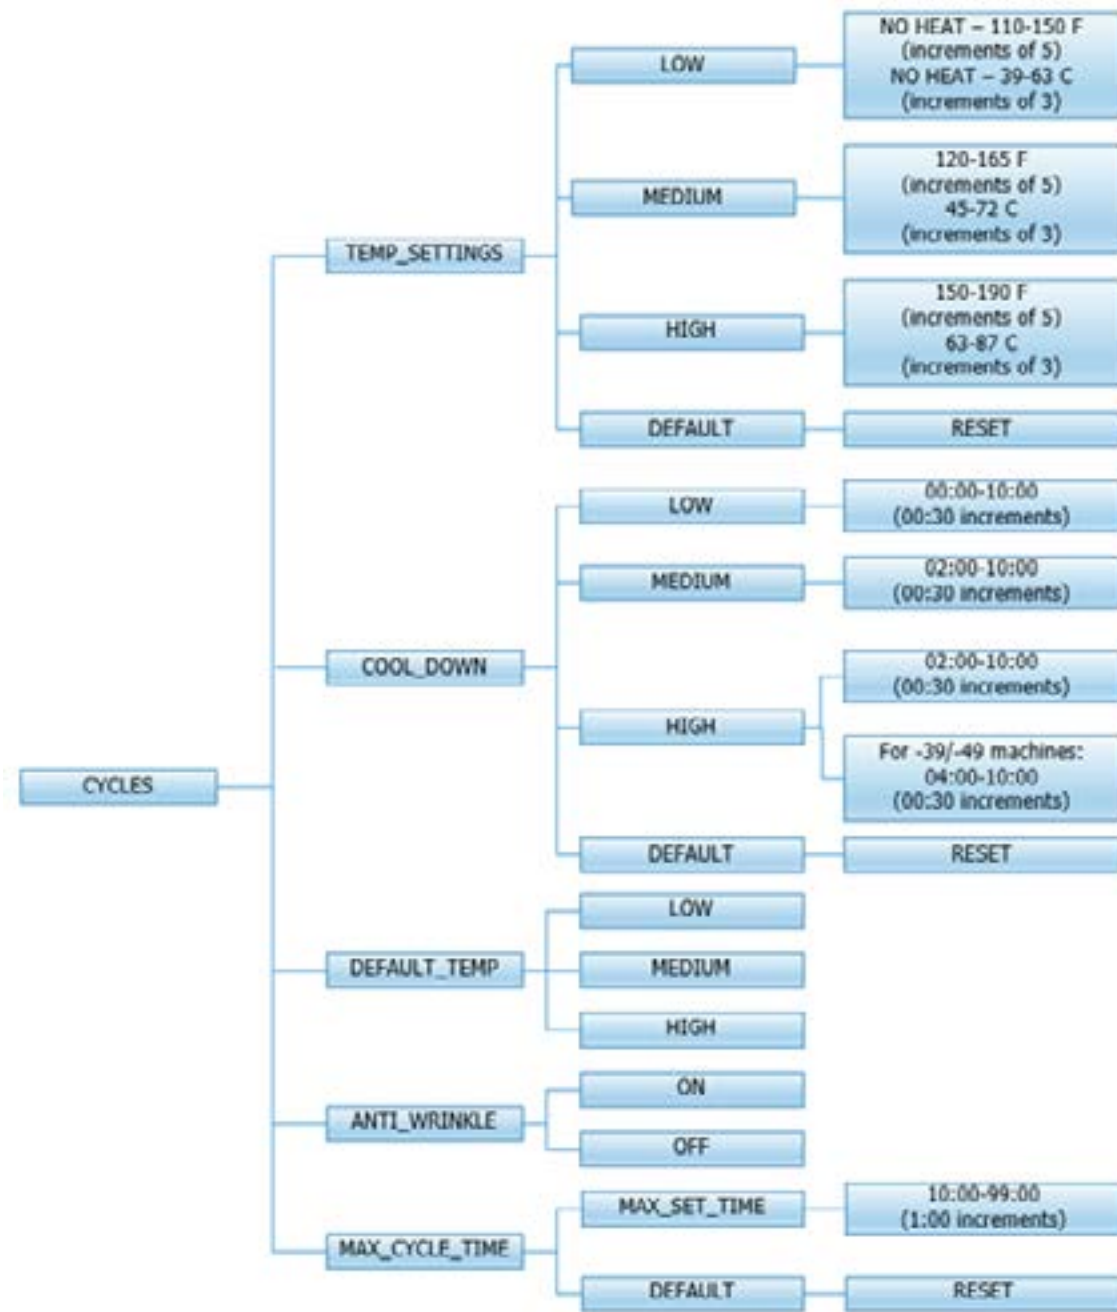 CYCLES
TEMP_SETTINGS
LOW
NO HEAT – 110-150 F
(increments of 5)
NO HEAT – 39-63 C
(increments of 3)
MEDIUM
120-165 F
(increments of 5)
45-72 C
(increments of 3)
HIGH
150-190 F
(increments of 5)
63-87 C
(increments of 3)
DEFAULT
RESET
COOL_DOWN
LOW
00:00-10:00
(00:30 increments)
MEDIUM
02:00-10:00
(00:30 increments)
HIGH
02:00-10:00
(00:30 increments)
For -39/-49 machines:
04:00-10:00
(00:30 increments)
DEFAULT
RESET
DEFAULT_TEMP
LOW
MEDIUM
HIGH
ANTI_WRINKLE
ON
OFF
MAX_CYCLE_TIME
MAX_SET_TIME
10:00-99:00
(1:00 increments)
DEFAULT
RESET